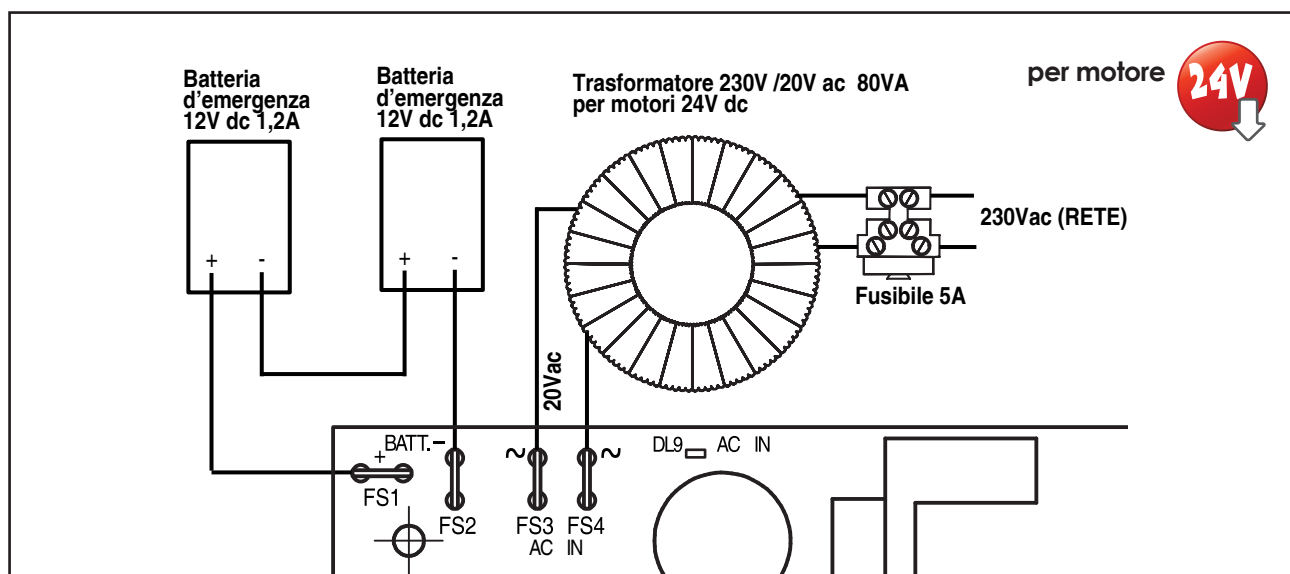 Batteria
d'emergenza
12V dc 1,2A
Batteria
d'emergenza
12V dc 1,2A
Trasformatore 230V /20V ac 80VA
per motori 24V dc
per motore 24V
230Vac (RETE)
Fusibile 5A
+ -
+ -
20Vac
BATT.
+ -
~ ~
DL9 AC IN
FS1
FS2
FS3 FS4
AC IN